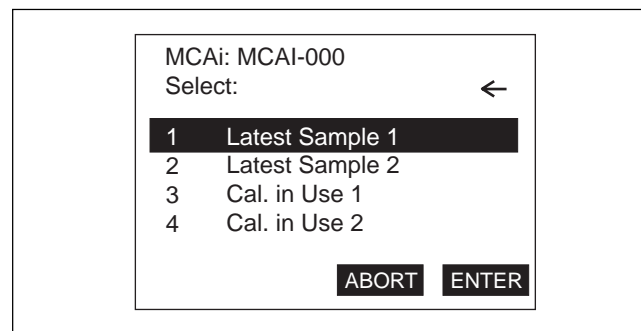 MCAi: MCAI-000
Select: ←
1 Latest Sample 1
2 Latest Sample 2
3 Cal. in Use 1
4 Cal. in Use 2
ABORT ENTER